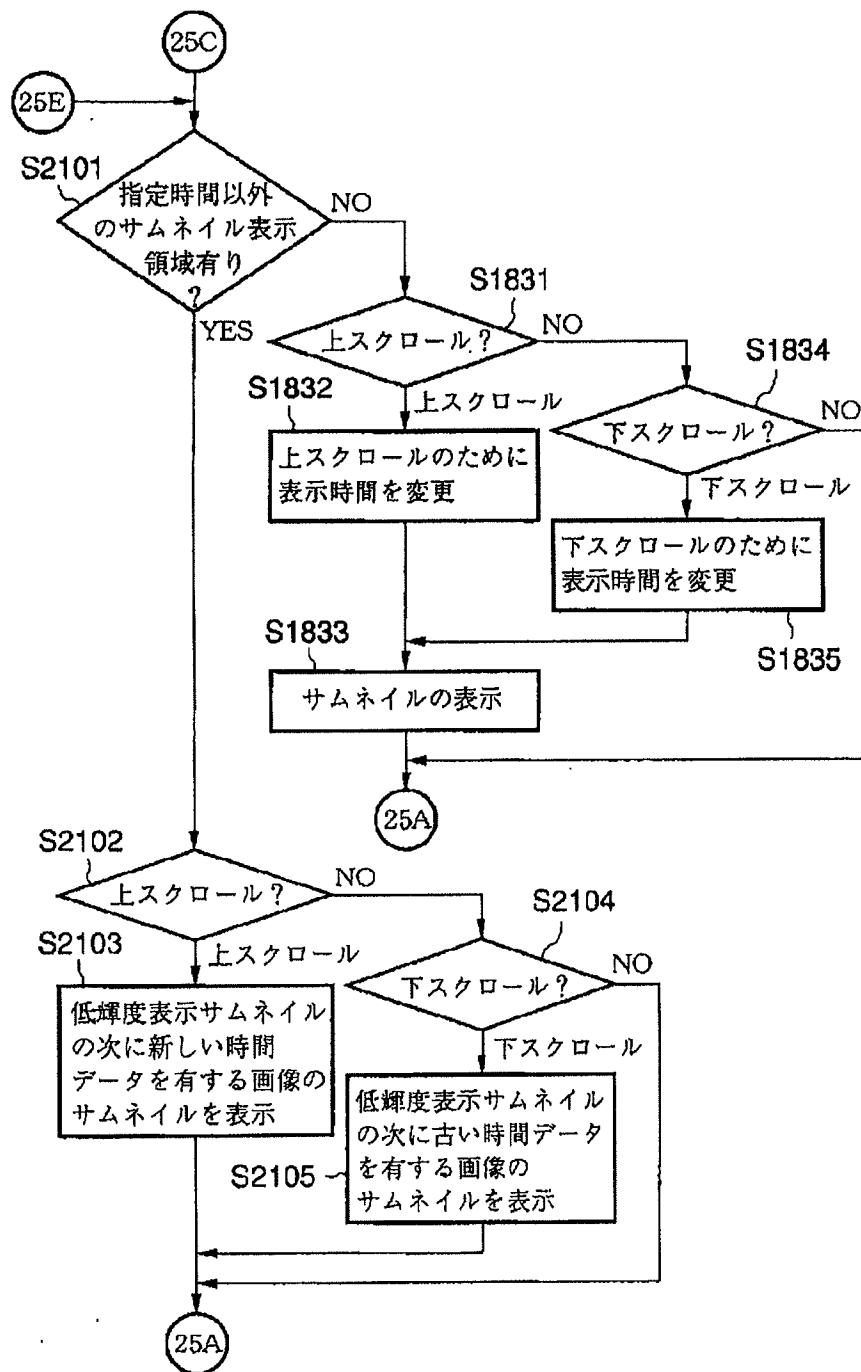 25C
25E
S2101
指定時間以外
のサムネイル表示
領域有り
?
NO
YES
S1831
上スクロール?
NO
上スクロール
S1832
上スクロールのために
表示時間を変更
S1834
下スクロール?
NO
下スクロール
下スクロールのために
表示時間を変更
S1835
S1833
サムネイルの表示
25A
S2102
上スクロール?
NO
上スクロール
S2103
低輝度表示サムネイル
の次に新しい時間
データを有する画像の
サムネイルを表示
S2104
下スクロール?
NO
下スクロール
低輝度表示サムネイル
の次に古い時間データ
を有する画像の
サムネイルを表示
S2105
25A